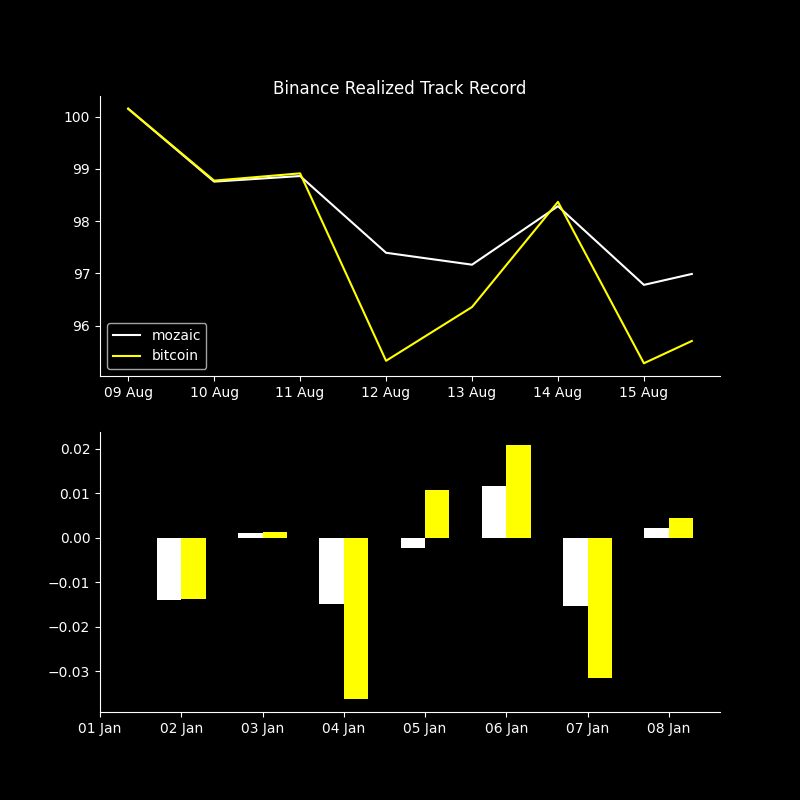 Binance Realized Track Record
100
99
98
97
96
mozaic
bitcoin
09 Aug 10 Aug 11 Aug 12 Aug 13 Aug 14 Aug 15 Aug
0.02
0.01
0.00
−0.01
−0.02
−0.03
01 Jan 02 Jan 03 Jan 04 Jan 05 Jan 06 Jan 07 Jan 08 Jan